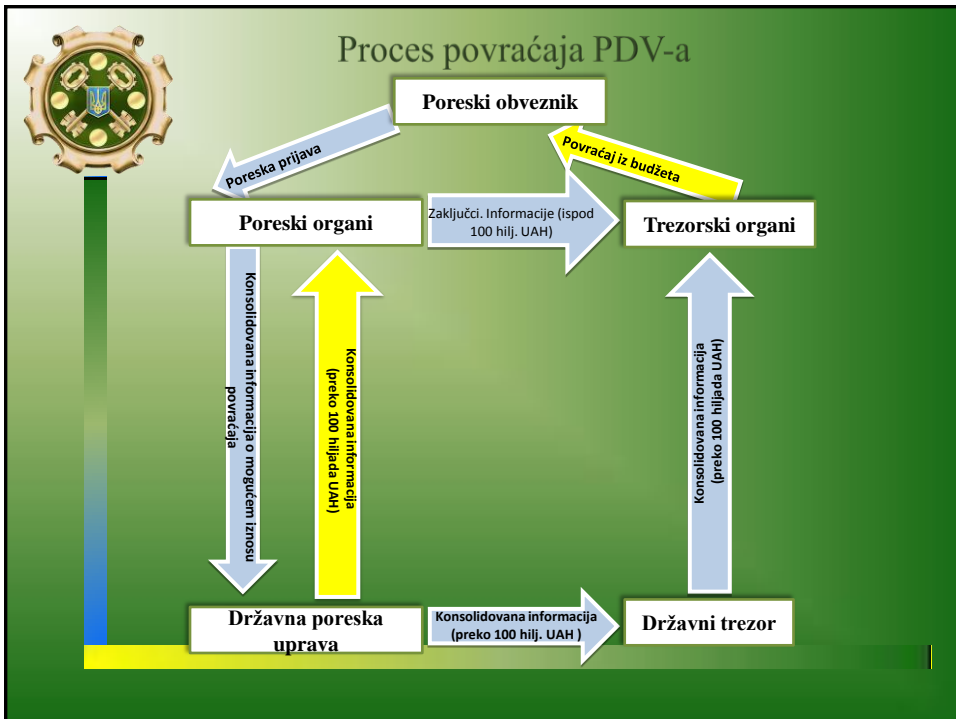 Proces povraćaja PDV-a
Poreski obveznik
Poreska prijava
Povraćaj iz budžeta
Poreski organi
Zaključci. Informacije (ispod
100 hilj. UAH)
Trezorski organi
Konsolidovana informacija o mogućem iznosu
povraćaja
Konsolidovana informacija
(preko 100 hiljada UAH)
Konsolidovana informacija
(preko 100 hiljada UAH)
Državna poreska
uprava
Konsolidovana informacija
(preko 100 hilj. UAH )
Državni trezor